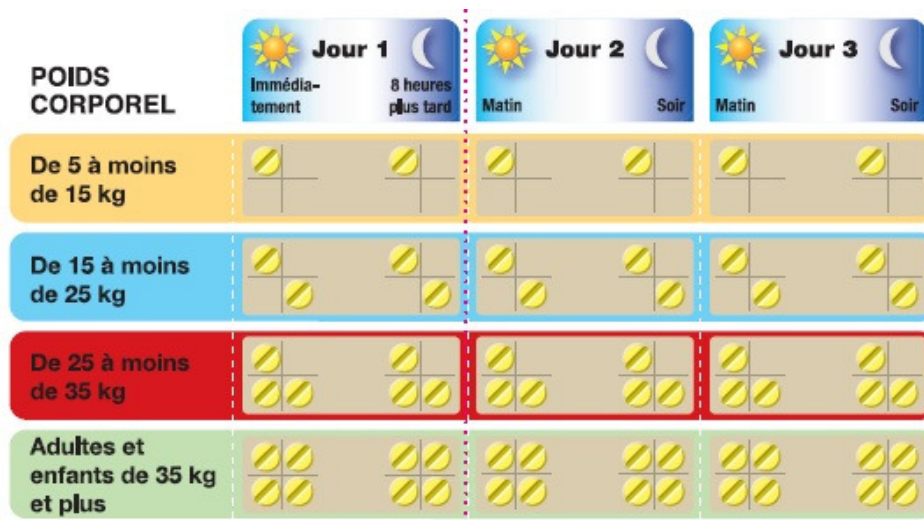 Jour 1
Immédia-
tement
8 heures
plus tard
Jour 2
Matin
Soir
Jour 3
Matin
Soir
POIDS
CORPOREL
De 5 à moins
de 15 kg
De 15 à moins
de 25 kg
De 25 à moins
de 35 kg
Adultes et
enfants de 35 kg
et plus